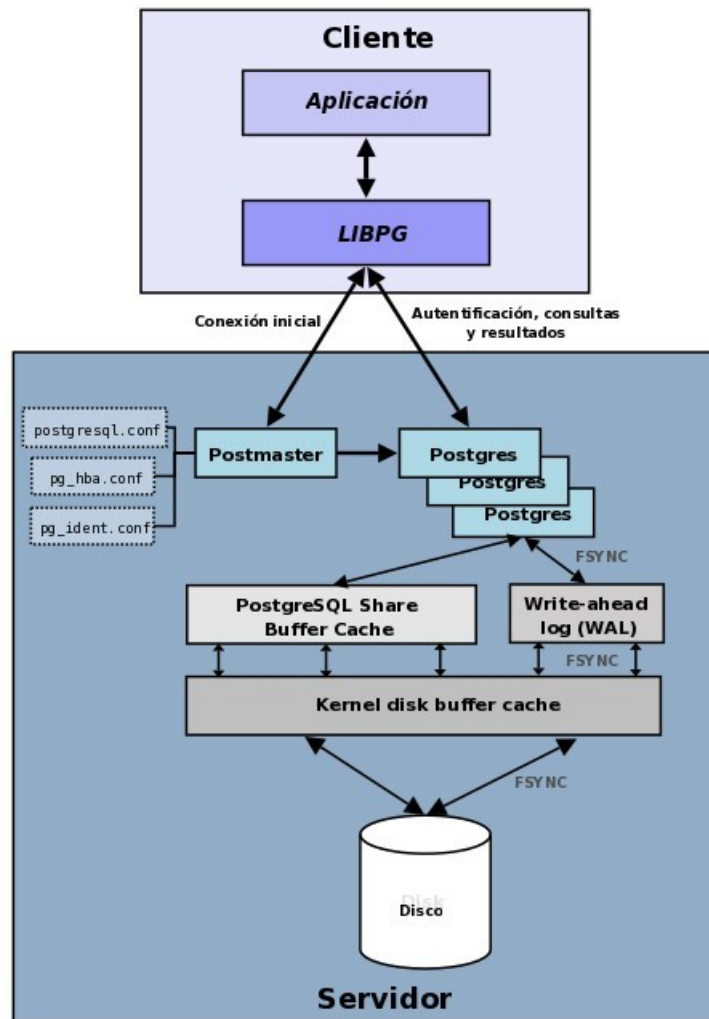 Cliente
Aplicación
LIBPG
Conexión inicial
Autentificación, consultas
y resultados
postgresql.conf
pg_hba.conf
pg_ident.conf
Postmaster
Postgres
Postgres
Postgres
FSYNC
PostgreSQL Share
Buffer Cache
Write-ahead
log (WAL)
FSYNC
Kernel disk buffer cache
FSYNC
Disk
Disco
Servidor